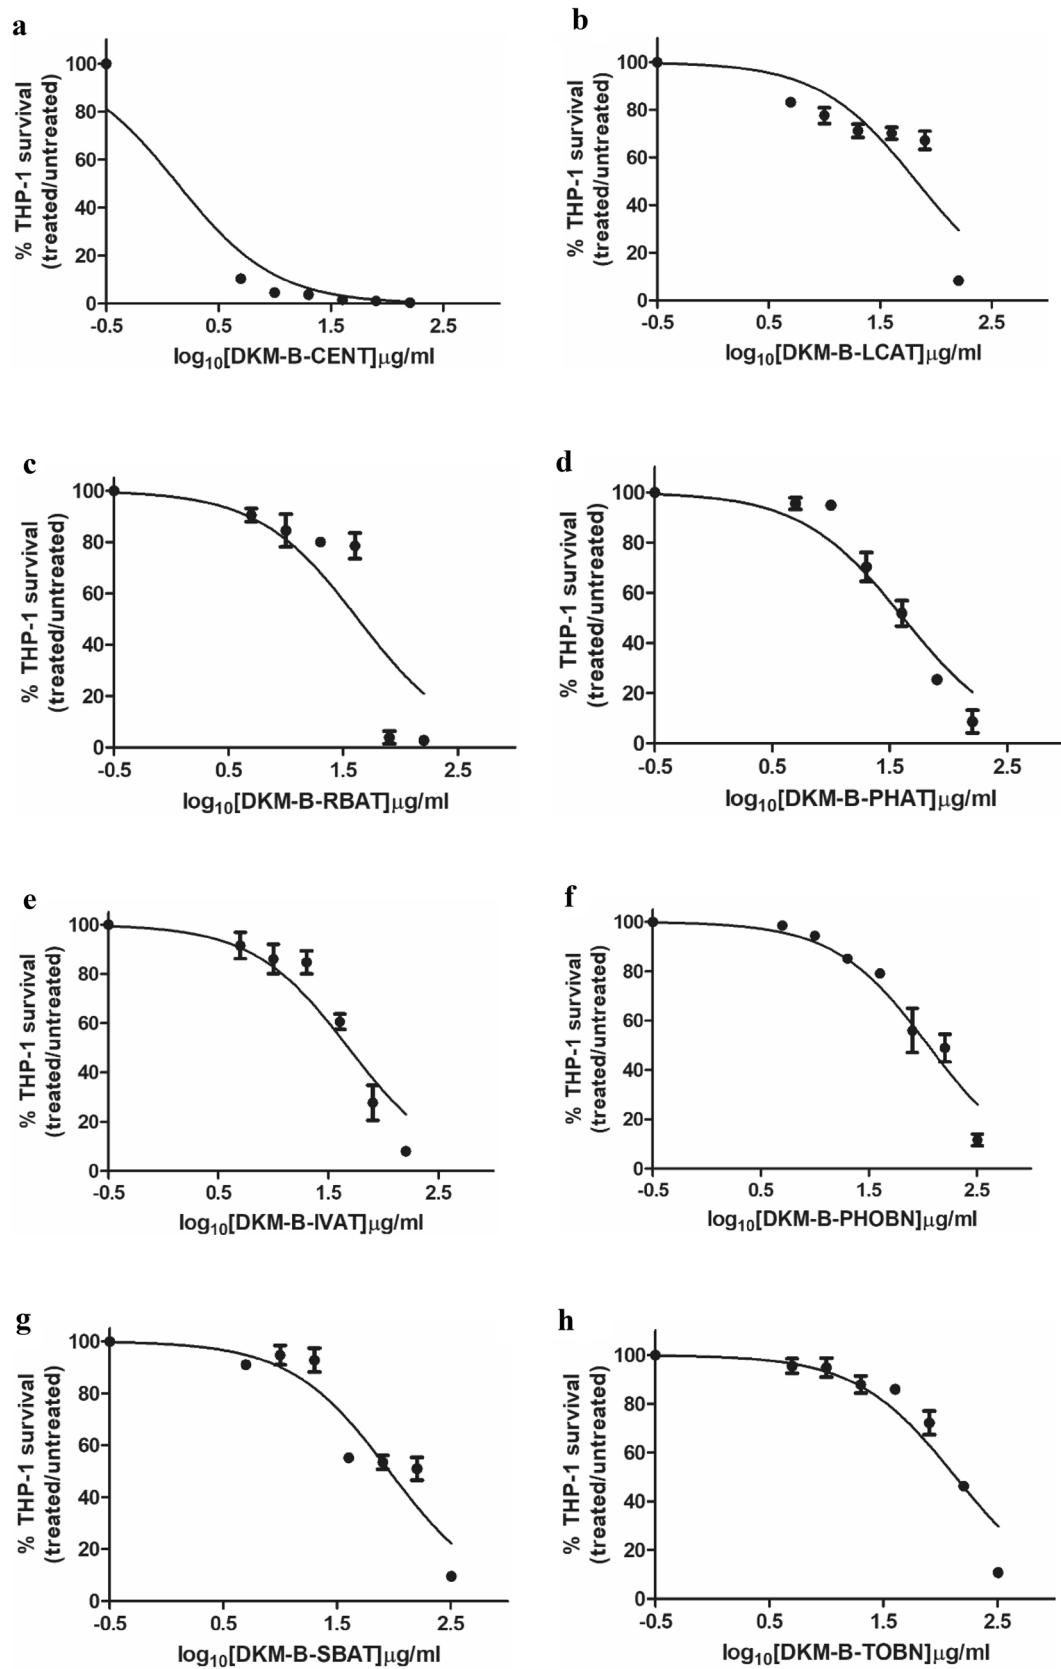 a
% THP-1 survival
(treated/untreated)
100
80
60
40
20
0
-0.5 0.5 1.5 2.5
log10[DKM-B-CENT]µg/ml
b
% THP-1 survival
(treated/untreated)
100
80
60
40
20
0
-0.5 0.5 1.5 2.5
log10[DKM-B-LCAT]µg/ml
c
% THP-1 survival
(treated/untreated)
100
80
60
40
20
0
-0.5 0.5 1.5 2.5
log10[DKM-B-RBAT]µg/ml
d
% THP-1 survival
(treated/untreated)
100
80
60
40
20
0
-0.5 0.5 1.5 2.5
log10[DKM-B-PHAT]µg/ml
e
% THP-1 survival
(treated/untreated)
100
80
60
40
20
0
-0.5 0.5 1.5 2.5
log10[DKM-B-IVAT]µg/ml
f
% THP-1 survival
(treated/untreated)
100
80
60
40
20
0
-0.5 0.5 1.5 2.5
log10[DKM-B-PHOBN]µg/ml
g
% THP-1 survival
(treated/untreated)
100
80
60
40
20
0
-0.5 0.5 1.5 2.5
log10[DKM-B-SBAT]µg/ml
h
% THP-1 survival
(treated/untreated)
100
80
60
40
20
0
-0.5 0.5 1.5 2.5
log10[DKM-B-TOBN]µg/ml